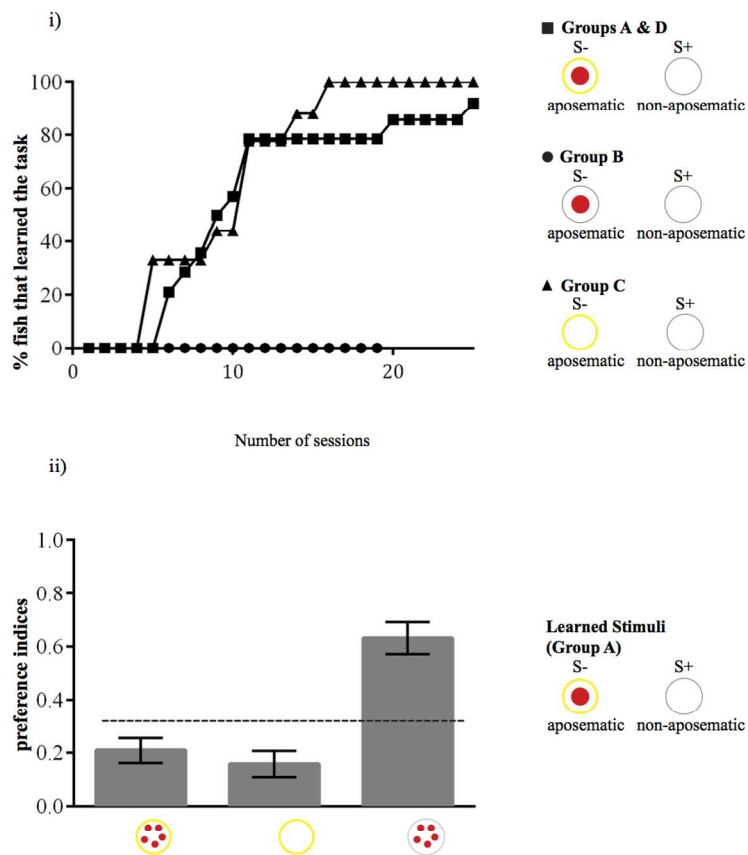 i)
% fish that learned the task
100
80
60
40
20
0
0 10 20
Number of sessions
■ Groups A & D
S- S+
aposematic non-aposematic
● Group B
S- S+
aposematic non-aposematic
▲ Group C
S- S+
aposematic non-aposematic
ii)
preference indices
1.0
0.8
0.6
0.4
0.2
0.0
Learned Stimuli
(Group A)
S- S+
aposematic non-aposematic